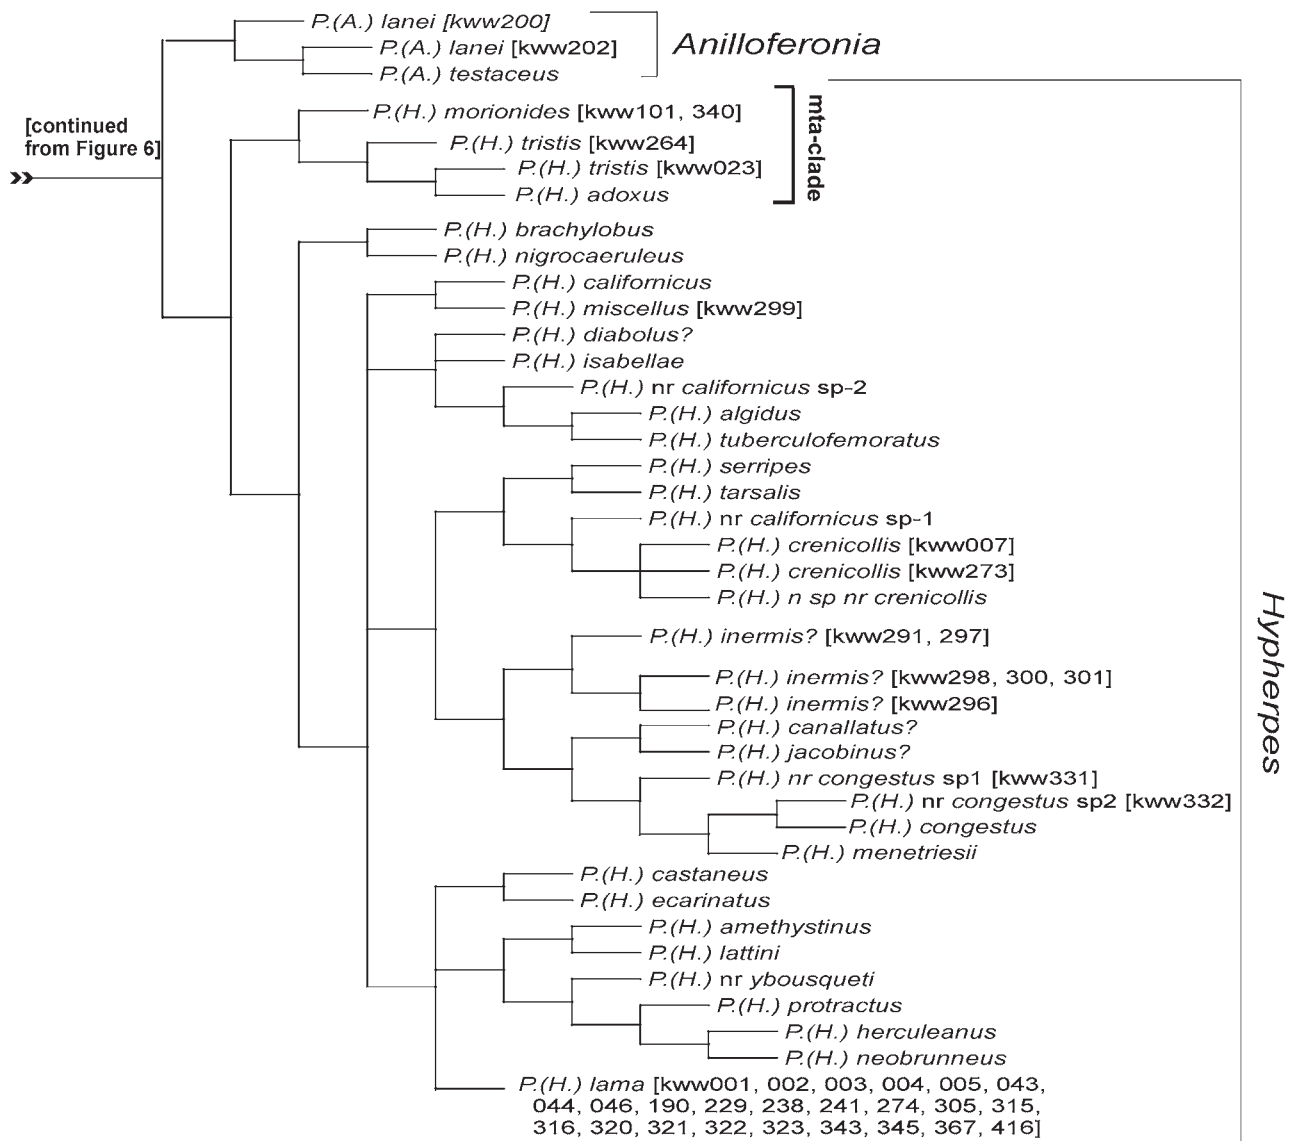 P.(A.) lanei [kww200]
P.(A.) lanei [kww202]
P.(A.) testaceus
Anilloferonia
[continued
from Figure 6]
P.(H.) morionides [kww101, 340]
P.(H.) tristis [kww264]
P.(H.) tristis [kww023]
P.(H.) adoxus
mta-clade
P.(H.) brachylobus
P.(H.) nigrocaeruleus
P.(H.) californicus
P.(H.) miscellus [kww299]
P.(H.) diabolus?
P.(H.) isabellae
P.(H.) nr californicus sp-2
P.(H.) algidus
P.(H.) tuberculofemoratus
P.(H.) serripes
P.(H.) tarsalis
P.(H.) nr californicus sp-1
P.(H.) crenicollis [kww007]
P.(H.) crenicollis [kww273]
P.(H.) n sp nr crenicollis
P.(H.) inermis? [kww291, 297]
P.(H.) inermis? [kww298, 300, 301]
P.(H.) inermis? [kww296]
P.(H.) canallatus?
P.(H.) jacobinus?
P.(H.) nr congestus sp1 [kww331]
P.(H.) nr congestus sp2 [kww332]
P.(H.) congestus
P.(H.) menetriesii
P.(H.) castaneus
P.(H.) ecarinatus
P.(H.) amethystinus
P.(H.) lattini
P.(H.) nr ybousqueti
P.(H.) protractus
P.(H.) herculeanus
P.(H.) neobrunneus
P.(H.) lama [kww001, 002, 003, 004, 005, 043,
044, 046, 190, 229, 238, 241, 274, 305, 315,
316, 320, 321, 322, 323, 343, 345, 367, 416]
Hypherpes